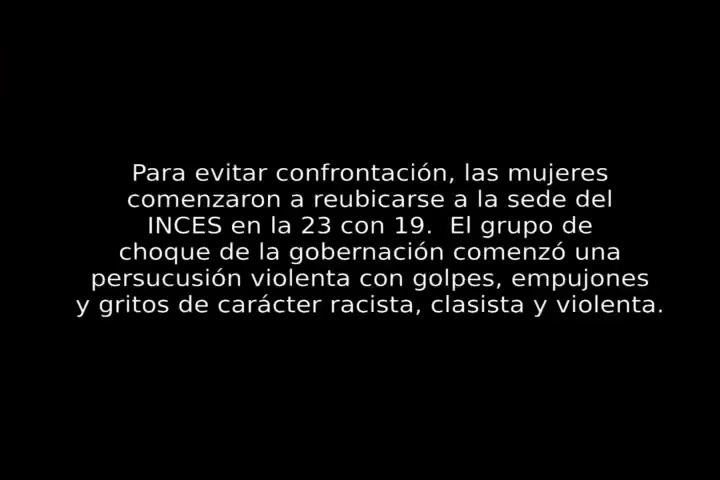 Para evitar confrontación, las mujeres
comenzaron a reubicarse a la sede del
INCES en la 23 con 19.  El grupo de
choque de la gobernación comenzó una
persucusión violenta con golpes, empujones
y gritos de carácter racista, clasista y violenta.